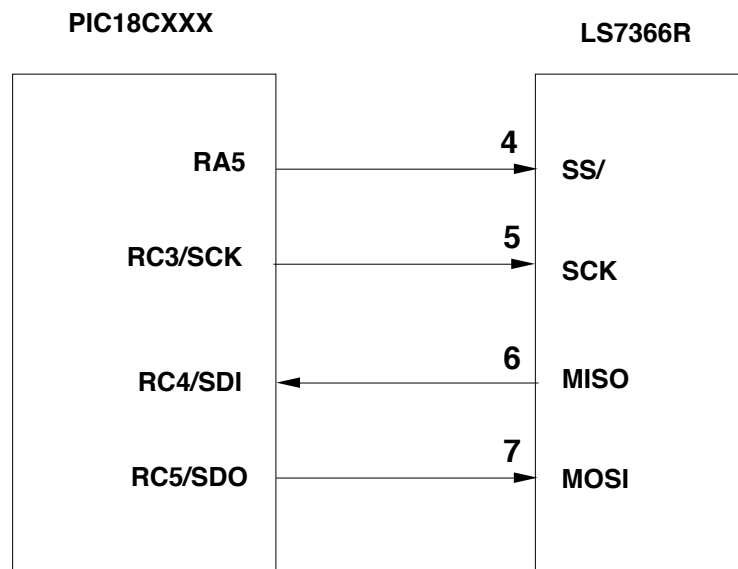 PIC18CXXX
LS7366R
RA5
4
SS/
RC3/SCK
5
SCK
RC4/SDI
6
MISO
RC5/SDO
7
MOSI